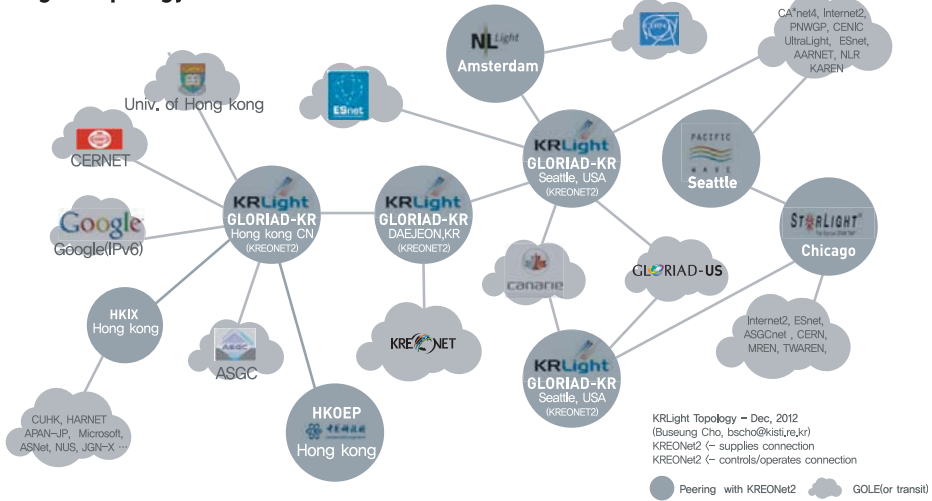 NLLight
Amsterdam
CERN
CA*net4, Internet2,
PNWGP, CENIC
UltraLight, ESnet,
AARNET, NLR
KAREN
Univ. of Hong kong
ESnet
CERNET
KRLight
GLORIAD-KR
Seattle, USA
(KREONET2)
PACIFIC
WAVE
Seattle
Google
Google(IPv6)
KRLight
GLORIAD-KR
Hong kong CN
(KREONET2)
KRLight
GLORIAD-KR
DAEJEON,KR
(KREONET2)
STARLIGHT
Chicago
canarie
GLORIAD-US
HKIX
Hong kong
ASGC
ASGC
KREONET
KRLight
GLORIAD-KR
Seattle, USA
(KREONET2)
Internet2, ESnet,
ASGCnet , CERN,
MREN, TWAREN,
CUHK, HARNET
APAN-JP, Microsoft,
ASNet, NUS, JGN-X ...
HKOEP
Hong kong
KRLight Topology - Dec, 2012
(Buseung Cho, bscho@kisti,re,kr)
KREONet2 <- supplies connection
KREONet2 <- controls/operates connection
Peering with KREONet2
GOLE(or transit)